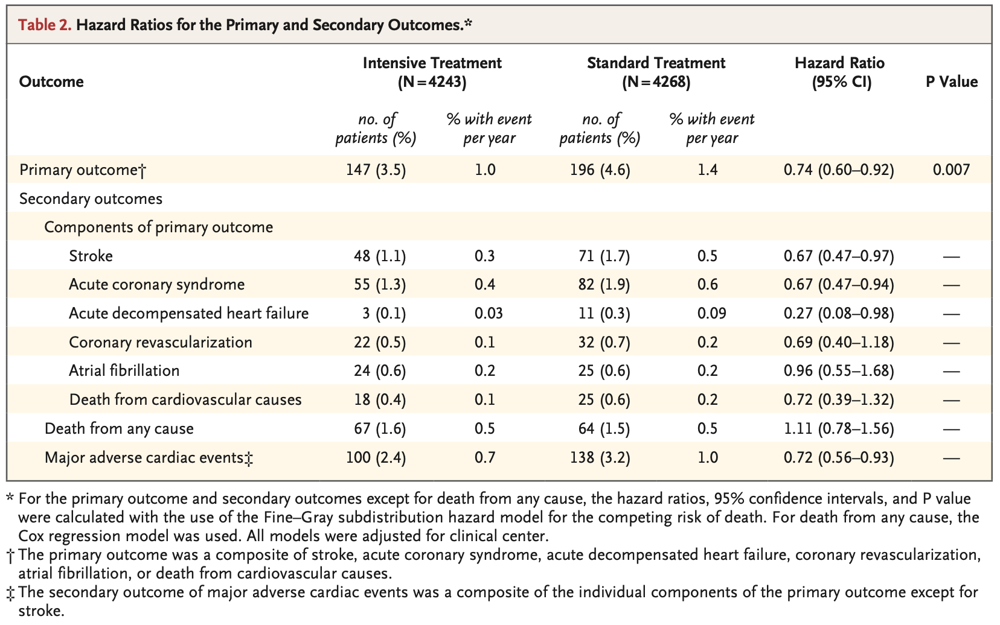 Table 2. Hazard Ratios for the Primary and Secondary Outcomes.*
Outcome Intensive Treatment (N=4243) Standard Treatment (N=4268) Hazard Ratio (95% CI) P Value
no. of patients (%) % with event per year no. of patients (%) % with event per year
Primary outcome† 147 (3.5) 1.0 196 (4.6) 1.4 0.74 (0.60–0.92) 0.007
Secondary outcomes
Components of primary outcome
Stroke 48 (1.1) 0.3 71 (1.7) 0.5 0.67 (0.47–0.97) —
Acute coronary syndrome 55 (1.3) 0.4 82 (1.9) 0.6 0.67 (0.47–0.94) —
Acute decompensated heart failure 3 (0.1) 0.03 11 (0.3) 0.09 0.27 (0.08–0.98) —
Coronary revascularization 22 (0.5) 0.1 32 (0.7) 0.2 0.69 (0.40–1.18) —
Atrial fibrillation 24 (0.6) 0.2 25 (0.6) 0.2 0.96 (0.55–1.68) —
Death from cardiovascular causes 18 (0.4) 0.1 25 (0.6) 0.2 0.72 (0.39–1.32) —
Death from any cause 67 (1.6) 0.5 64 (1.5) 0.5 1.11 (0.78–1.56) —
Major adverse cardiac events‡ 100 (2.4) 0.7 138 (3.2) 1.0 0.72 (0.56–0.93) —
* For the primary outcome and secondary outcomes except for death from any cause, the hazard ratios, 95% confidence intervals, and P value
were calculated with the use of the Fine–Gray subdistribution hazard model for the competing risk of death. For death from any cause, the
Cox regression model was used. All models were adjusted for clinical center.
† The primary outcome was a composite of stroke, acute coronary syndrome, acute decompensated heart failure, coronary revascularization,
atrial fibrillation, or death from cardiovascular causes.
‡ The secondary outcome of major adverse cardiac events was a composite of the individual components of the primary outcome except for
stroke.